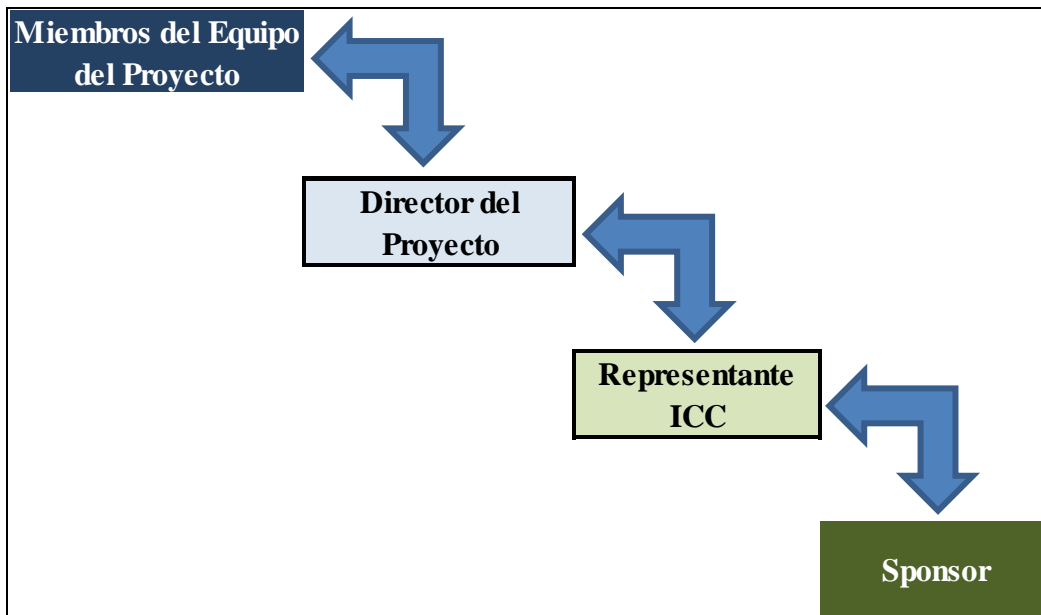 Miembros del Equipo
del Proyecto
Director del
Proyecto
Representante
ICC
Sponsor